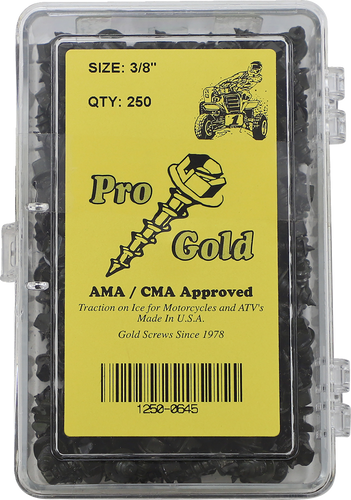 SIZE: 3/8"
QTY: 250
1
Pro
Gold
AMA / CMA Approved
Traction on Ice for Motorcycles and ATV's
Made In U.S.A.
Gold Screws Since 1978
1250-0645